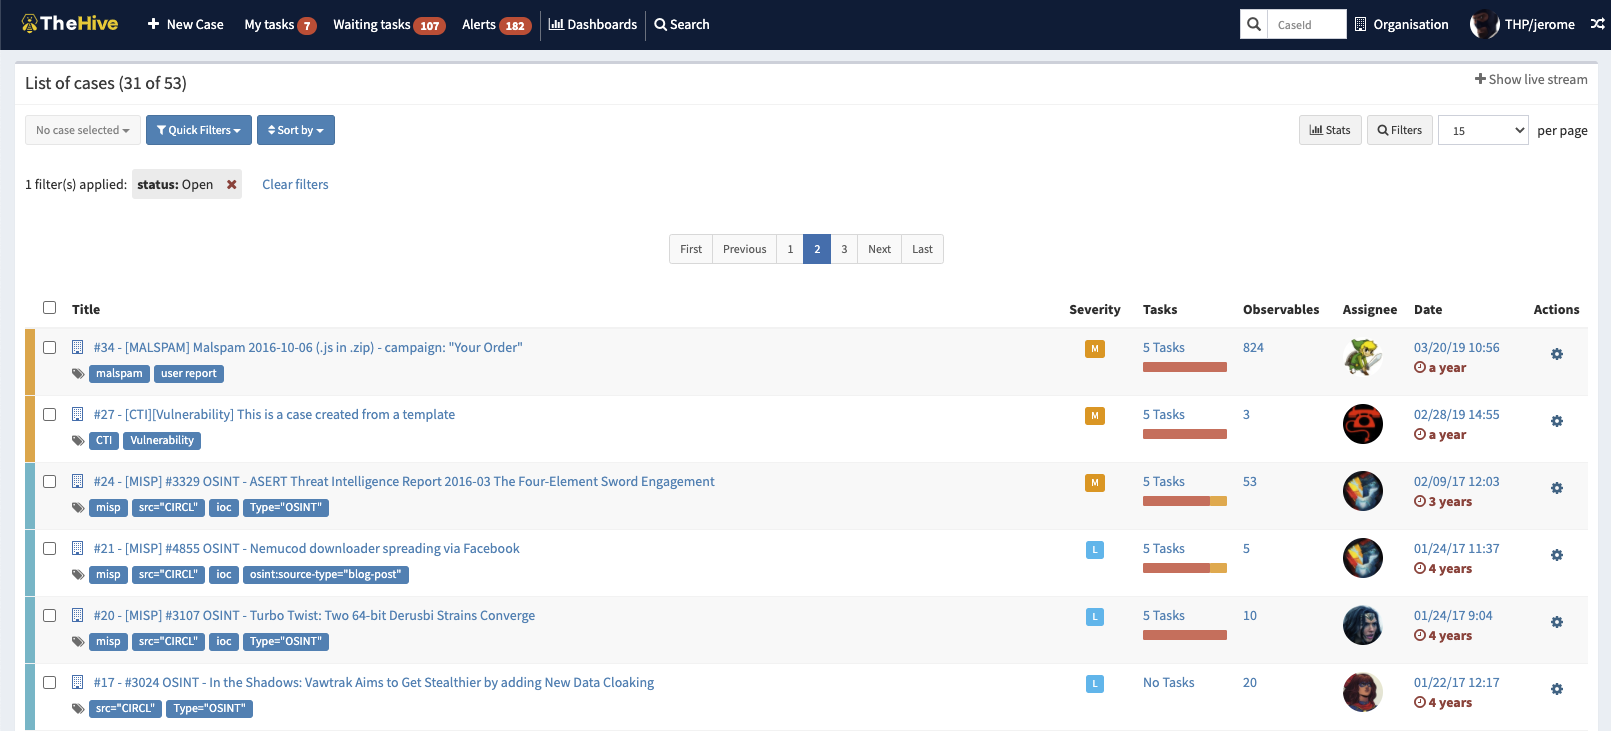 TheHive + New Case My tasks 7 Waiting tasks 107 Alerts 182 Dashboards Search CaseId Organisation THP/jerome
List of cases (31 of 53) + Show live stream
No case selected Quick Filters Sort by Stats Filters 15 per page
1 filter(s) applied: status: Open Clear filters
First Previous 1 2 3 Next Last
Title Severity Tasks Observables Assignee Date Actions
#34 - [MALSPAM] Malspam 2016-10-06 (.js in .zip) - campaign: "Your Order" M 5 Tasks 824 03/20/19 10:56
malspam user report a year
#27 - [CTI][Vulnerability] This is a case created from a template M 5 Tasks 3 02/28/19 14:55
CTI Vulnerability a year
#24 - [MISP] #3329 OSINT - ASERT Threat Intelligence Report 2016-03 The Four-Element Sword Engagement M 5 Tasks 53 02/09/17 12:03
misp src="CIRCL" ioc Type="OSINT" 3 years
#21 - [MISP] #4855 OSINT - Nemucod downloader spreading via Facebook L 5 Tasks 5 01/24/17 11:37
misp src="CIRCL" ioc osint:source-type="blog-post" 4 years
#20 - [MISP] #3107 OSINT - Turbo Twist: Two 64-bit Derusbi Strains Converge L 5 Tasks 10 01/24/17 9:04
misp src="CIRCL" ioc Type="OSINT" 4 years
#17 - #3024 OSINT - In the Shadows: Vawtrak Aims to Get Stealthier by adding New Data Cloaking L No Tasks 20 01/22/17 12:17
src="CIRCL" Type="OSINT" 4 years